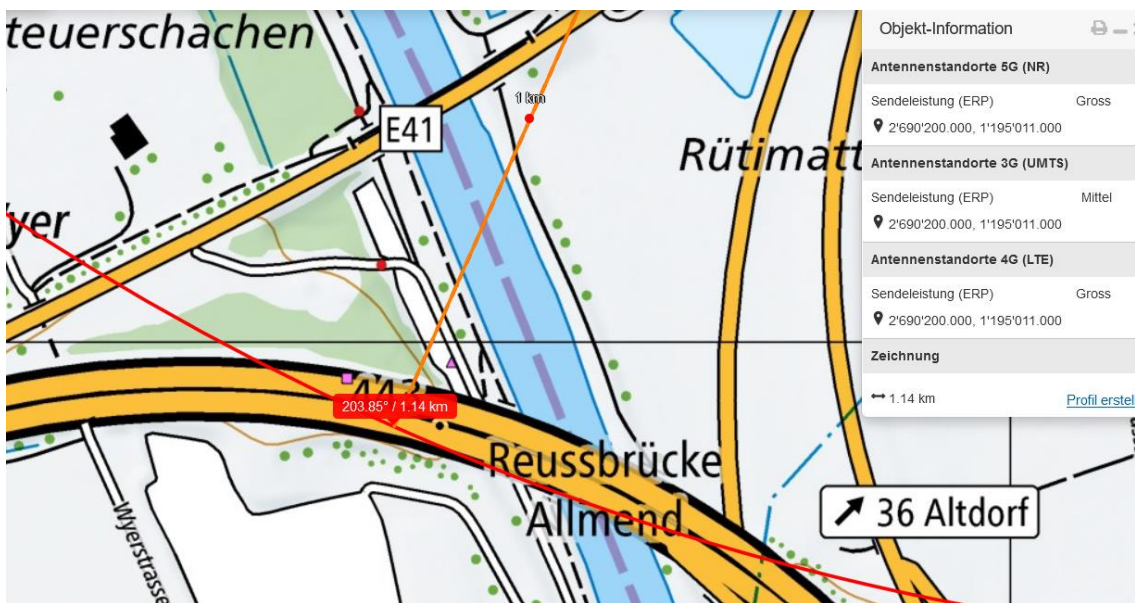 teuerschachen
1 km
E41
Rütimatt
yer
443
203.85° / 1.14 km
Reussbrücke
Allmend
36 Altdorf
Wyerstrasse
Objekt-Information
Antennenstandorte 5G (NR)
Sendeleistung (ERP) Gross
2'690'200.000, 1'195'011.000
Antennenstandorte 3G (UMTS)
Sendeleistung (ERP) Mittel
2'690'200.000, 1'195'011.000
Antennenstandorte 4G (LTE)
Sendeleistung (ERP) Gross
2'690'200.000, 1'195'011.000
Zeichnung
1.14 km Profil erstell